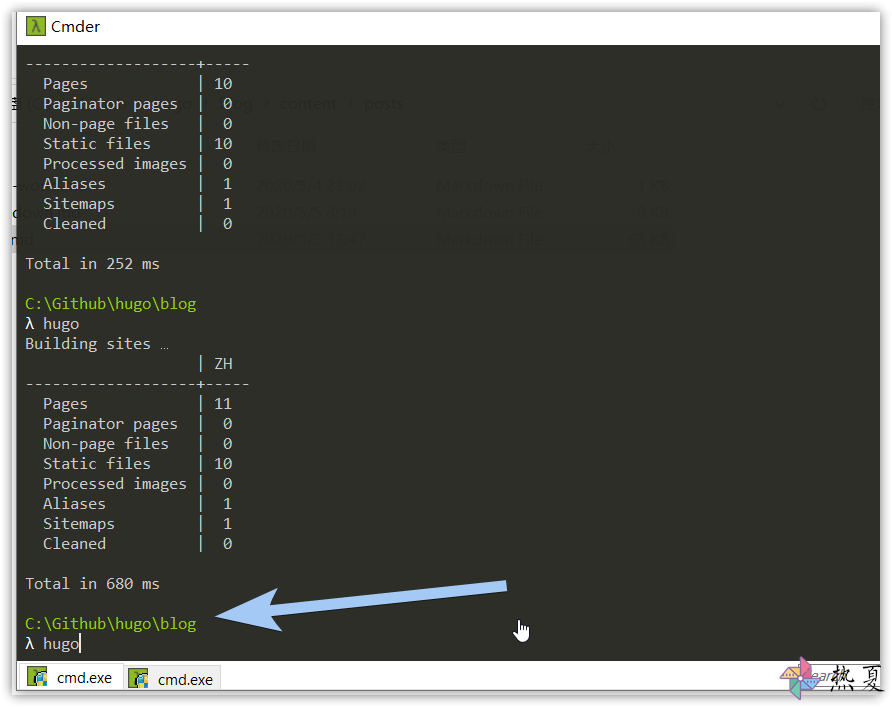 Cmder
-------------------+-----
Pages | 10
Paginator pages | 0
Non-page files | 0
Static files | 10
Processed images | 0
Aliases | 1
Sitemaps | 1
Cleaned | 0
Total in 252 ms
C:\Github\hugo\blog
λ hugo
Building sites …
| ZH
-------------------+-----
Pages | 11
Paginator pages | 0
Non-page files | 0
Static files | 10
Processed images | 0
Aliases | 1
Sitemaps | 1
Cleaned | 0
Total in 680 ms
C:\Github\hugo\blog
λ hugo
cmd.exe
cmd.exe
热夏